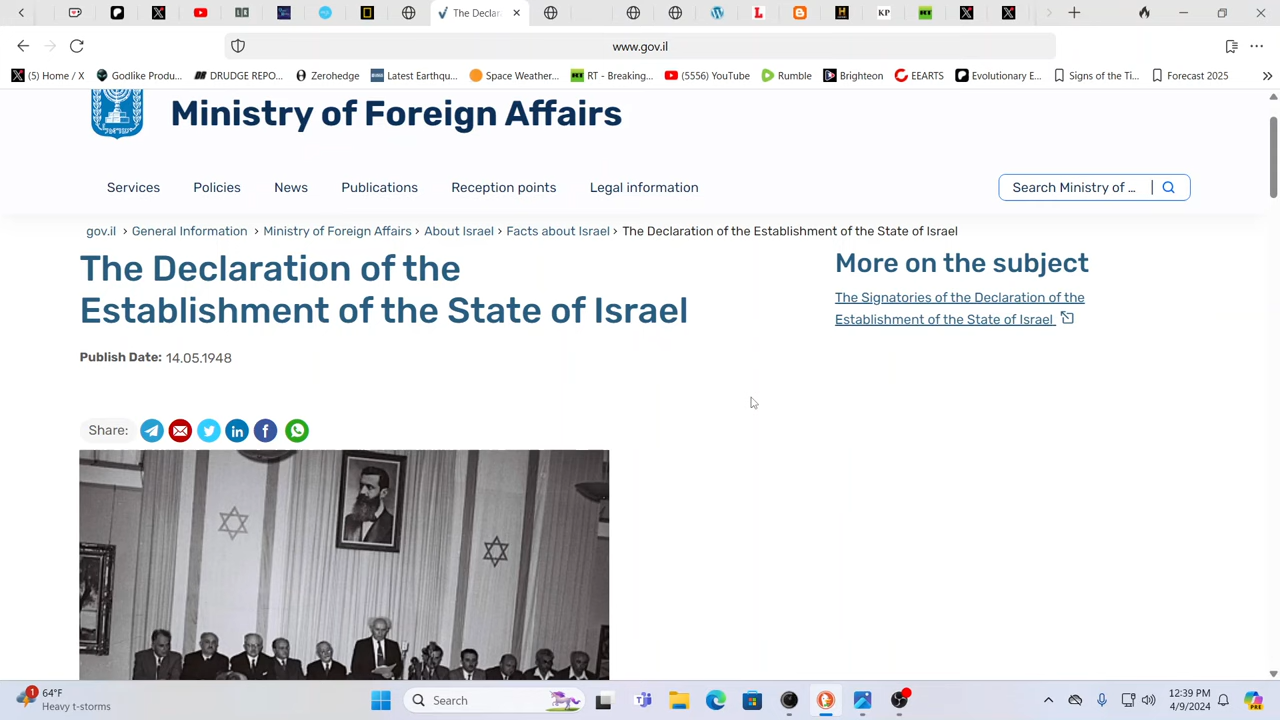 The Declar
www.gov.il
(5) Home / X
Godlike Produ...
DRUDGE REPO...
Zerohedge
Latest Earthqu...
Space Weather...
RT - Breaking...
(5556) YouTube
Rumble
Brighteon
EEARTS
Evolutionary E...
Signs of the Ti...
Forecast 2025
Ministry of Foreign Affairs
Services
Policies
News
Publications
Reception points
Legal information
Search Ministry of ...
gov.il › General Information › Ministry of Foreign Affairs › About Israel › Facts about Israel › The Declaration of the Establishment of the State of Israel
The Declaration of the
Establishment of the State of Israel
Publish Date: 14.05.1948
More on the subject
The Signatories of the Declaration of the
Establishment of the State of Israel
Share:
1
64°F
Heavy t-storms
Search
12:39 PM
4/9/2024